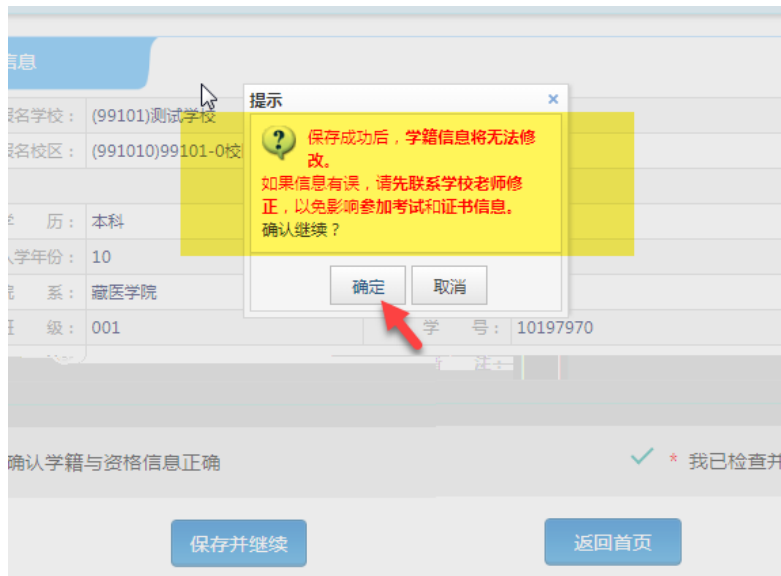 信息
提示
报名学校： (99101)测试学校
报名校区： (991010)99101-0校
保存成功后，学籍信息将无法修
改。
如果信息有误，请先联系学校老师修
正，以免影响参加考试和证书信息。
确认继续？
确定 取消
学 历： 本科
入学年份： 10
院 系： 藏医学院
班 级： 001 学 号： 10197970
注：
确认学籍与资格信息正确 * 我已检查并
保存并继续 返回首页